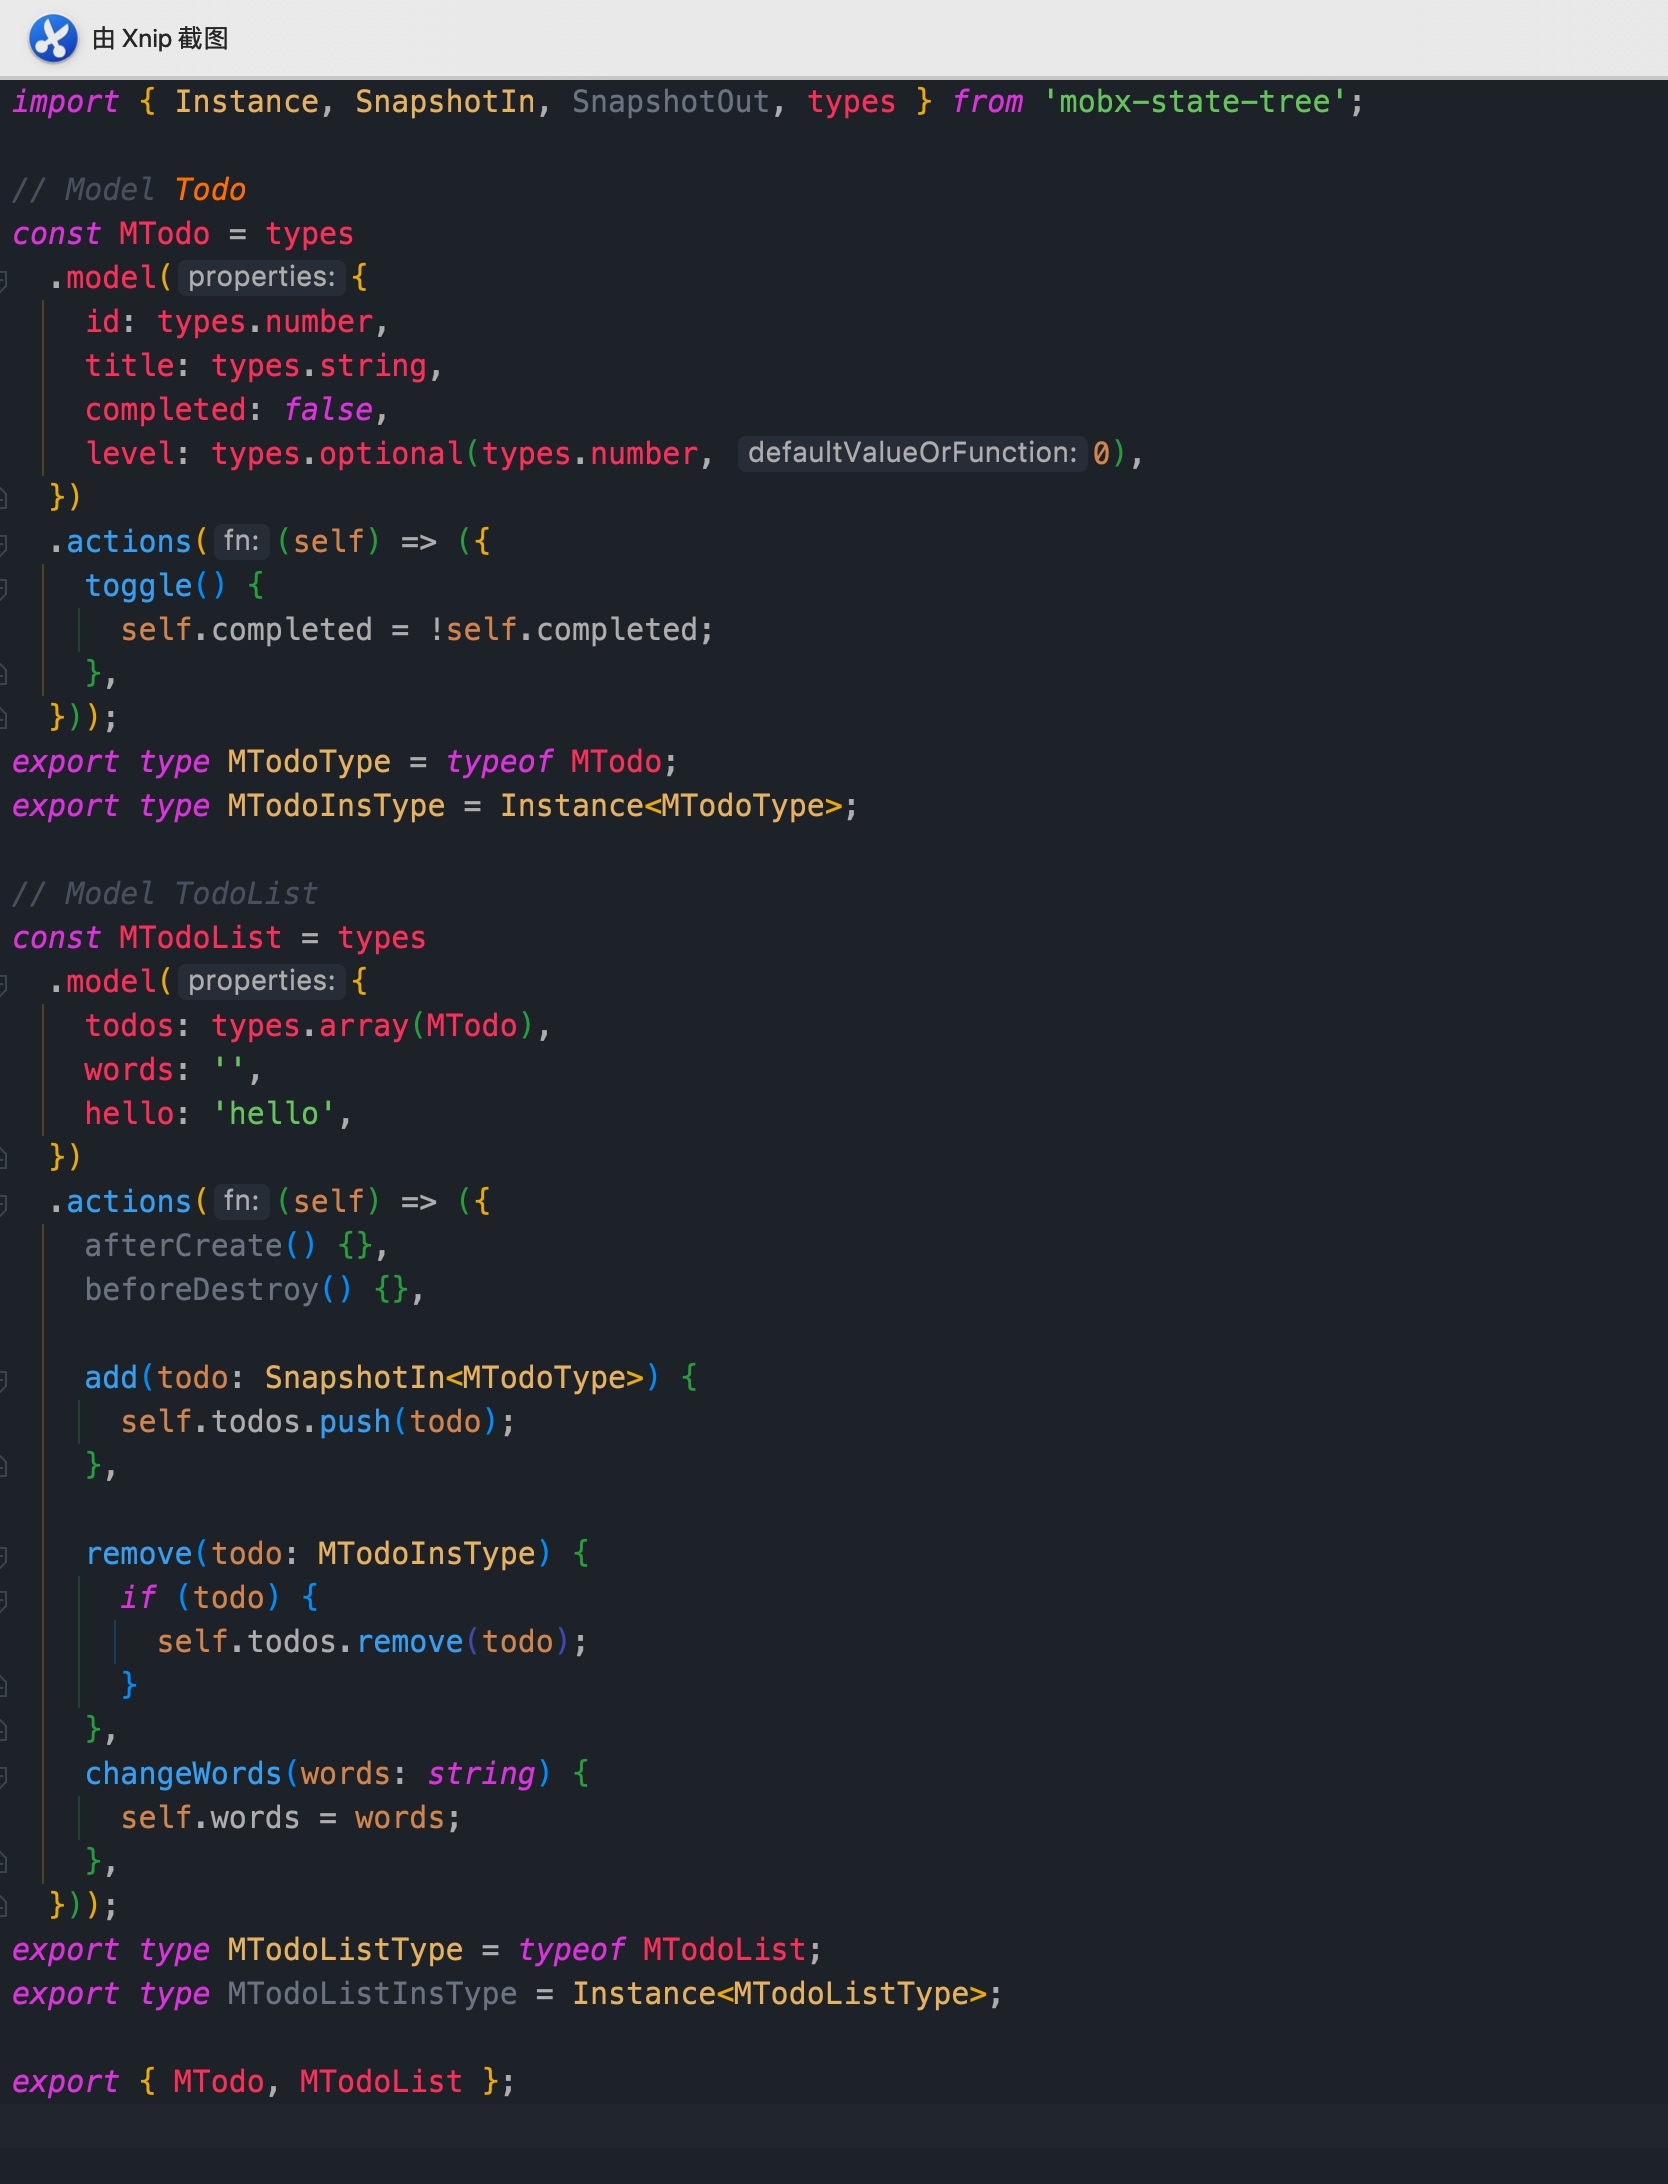 由 Xnip 截图
import { Instance, SnapshotIn, SnapshotOut, types } from 'mobx-state-tree';
// Model Todo
const MTodo = types
  .model( properties: {
    id: types.number,
    title: types.string,
    completed: false,
    level: types.optional(types.number, defaultValueOrFunction: 0),
  })
  .actions( fn: (self) => ({
    toggle() {
      self.completed = !self.completed;
    },
  }));
export type MTodoType = typeof MTodo;
export type MTodoInsType = Instance<MTodoType>;
// Model TodoList
const MTodoList = types
  .model( properties: {
    todos: types.array(MTodo),
    words: '',
    hello: 'hello',
  })
  .actions( fn: (self) => ({
    afterCreate() {},
    beforeDestroy() {},
    add(todo: SnapshotIn<MTodoType>) {
      self.todos.push(todo);
    },
    remove(todo: MTodoInsType) {
      if (todo) {
        self.todos.remove(todo);
      }
    },
    changeWords(words: string) {
      self.words = words;
    },
  }));
export type MTodoListType = typeof MTodoList;
export type MTodoListInsType = Instance<MTodoListType>;
export { MTodo, MTodoList };